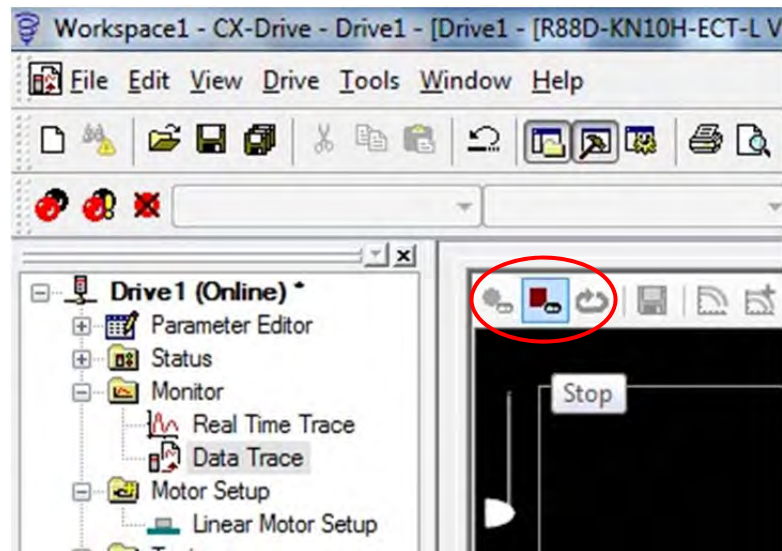 Workspace1 - CX-Drive - Drive1 - [Drive1 - [R88D-KN10H-ECT-L V
File Edit View Drive Tools Window Help
Drive1 (Online) *
Parameter Editor
Status
Monitor
Real Time Trace
Data Trace
Stop
Motor Setup
Linear Motor Setup